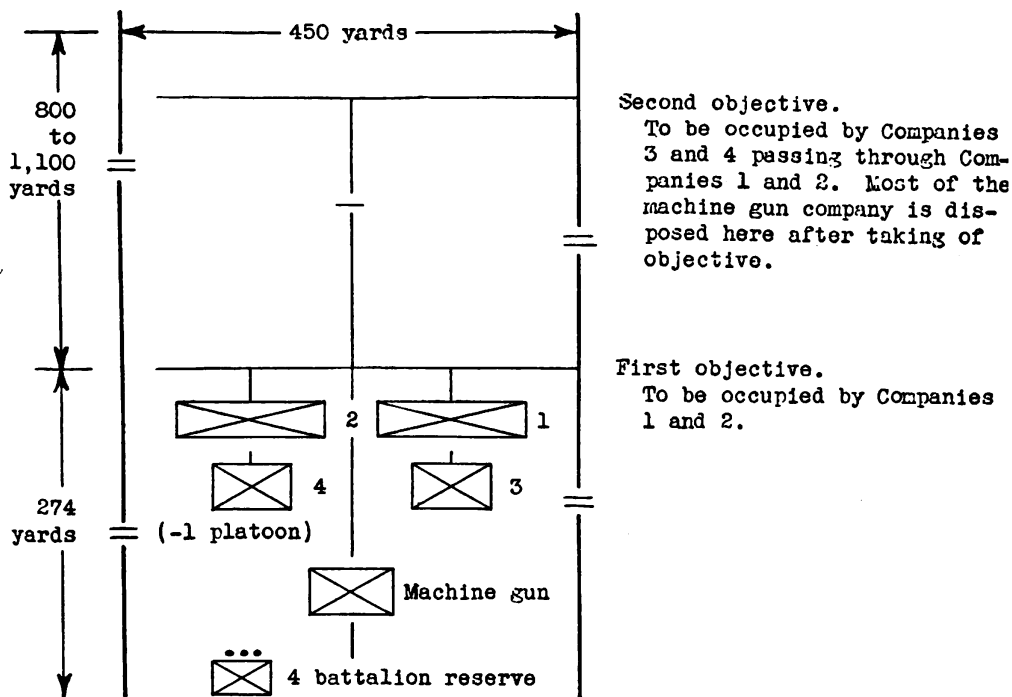 450 yards
800
to
1,100
yards
Second objective.
To be occupied by Companies
3 and 4 passing through Com-
panies 1 and 2. Most of the
machine gun company is dis-
posed here after taking of
objective.
First objective.
To be occupied by Companies
1 and 2.
2
1
4
3
274
yards
(-1 platoon)
Machine gun
4 battalion reserve